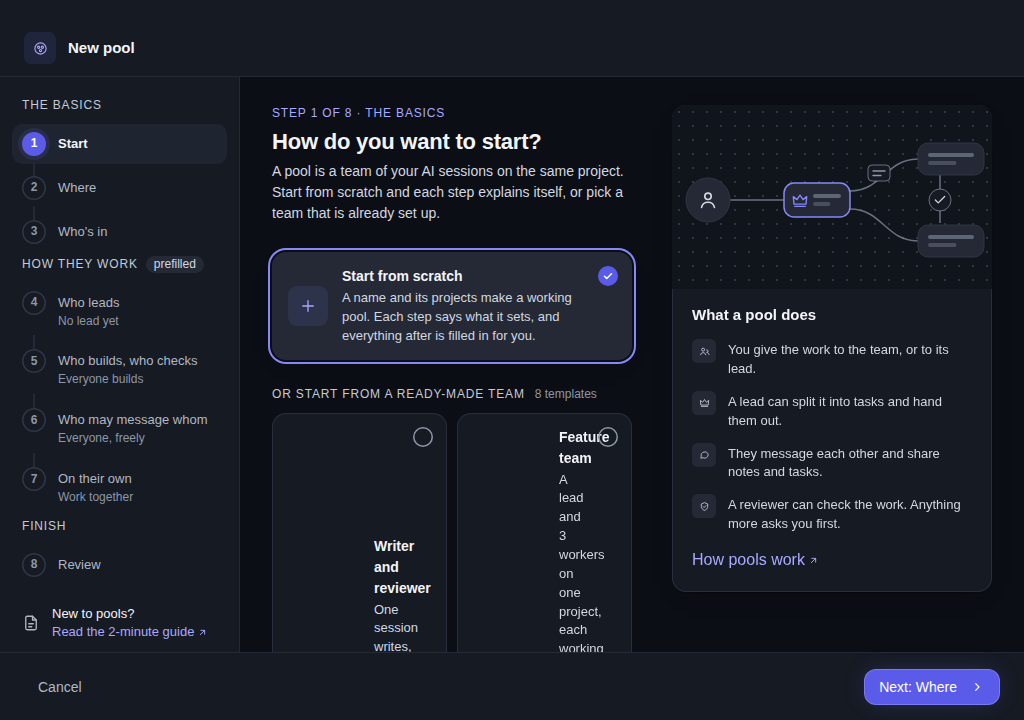 New pool
THE BASICS
1 Start
2 Where
3 Who's in
HOW THEY WORK prefilled
4 Who leads
No lead yet
5 Who builds, who checks
Everyone builds
6 Who may message whom
Everyone, freely
7 On their own
Work together
FINISH
8 Review
New to pools?
Read the 2-minute guide
STEP 1 OF 8 · THE BASICS
How do you want to start?
A pool is a team of AI sessions on the same project.
Start from scratch and each step explains itself, or pick a
team that is already set up.
Start from scratch
A name and its projects make a working
pool. Each step says what it sets, and
everything after is filled in for you.
OR START FROM A READY-MADE TEAM 8 templates
Writer
and
reviewer
One
session
writes,
Feature
team
A
lead
and
3
workers
on
one
project,
each
working
What a pool does
You give the work to the team, or to its
lead.
A lead can split it into tasks and hand
them out.
They message each other and share
notes and tasks.
A reviewer can check the work. Anything
more asks you first.
How pools work
Cancel
Next: Where